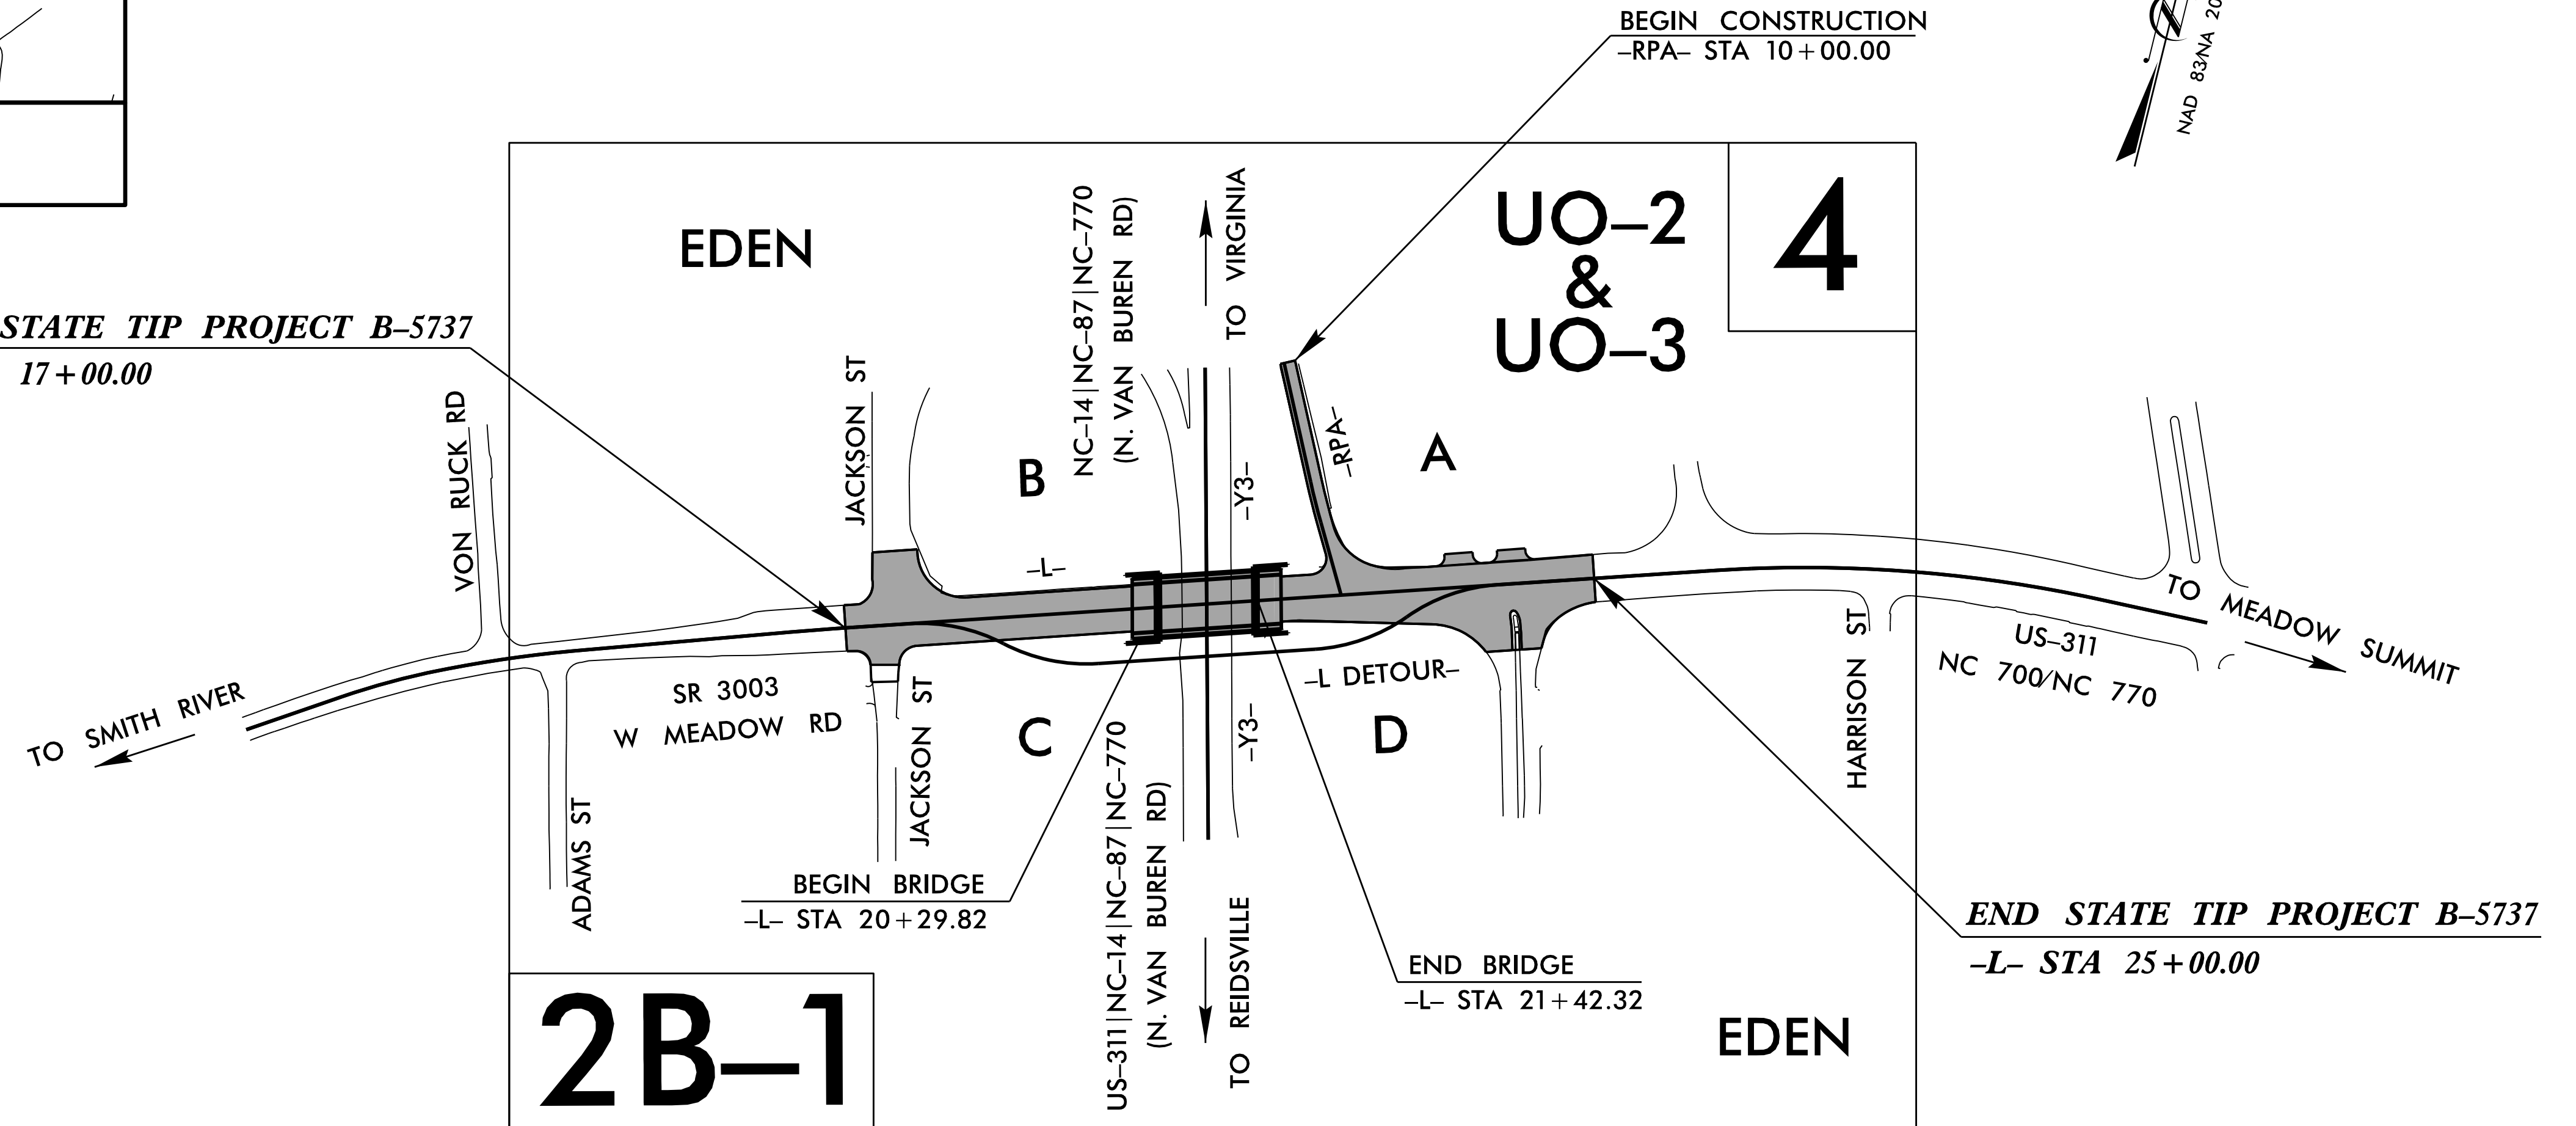 BEGIN CONSTRUCTION
–RPA– STA 10+00.00
NAD 83/NA 20
EDEN
NC–14|NC–87|NC–770
(N. VAN BUREN RD)
TO VIRGINIA
UO–2
&
UO–3
4
STATE TIP PROJECT B–5737
17+00.00
VON RUCK RD
JACKSON ST
B
–Y3–
–RPA–
A
–L–
TO SMITH RIVER
SR 3003
W MEADOW RD
JACKSON ST
ADAMS ST
C
–Y3–
–L DETOUR–
D
HARRISON ST
US–311
NC 700/NC 770
TO MEADOW SUMMIT
US–311|NC–14|NC–87|NC–770
(N. VAN BUREN RD)
TO REIDSVILLE
BEGIN BRIDGE
–L– STA 20+29.82
END BRIDGE
–L– STA 21+42.32
END STATE TIP PROJECT B–5737
–L– STA 25+00.00
EDEN
2B–1